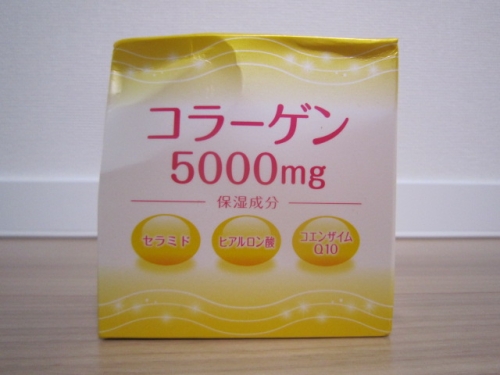 コラーゲン
5000mg
保湿成分
セラミド
ヒアルロン酸
コエンザイム
Q10